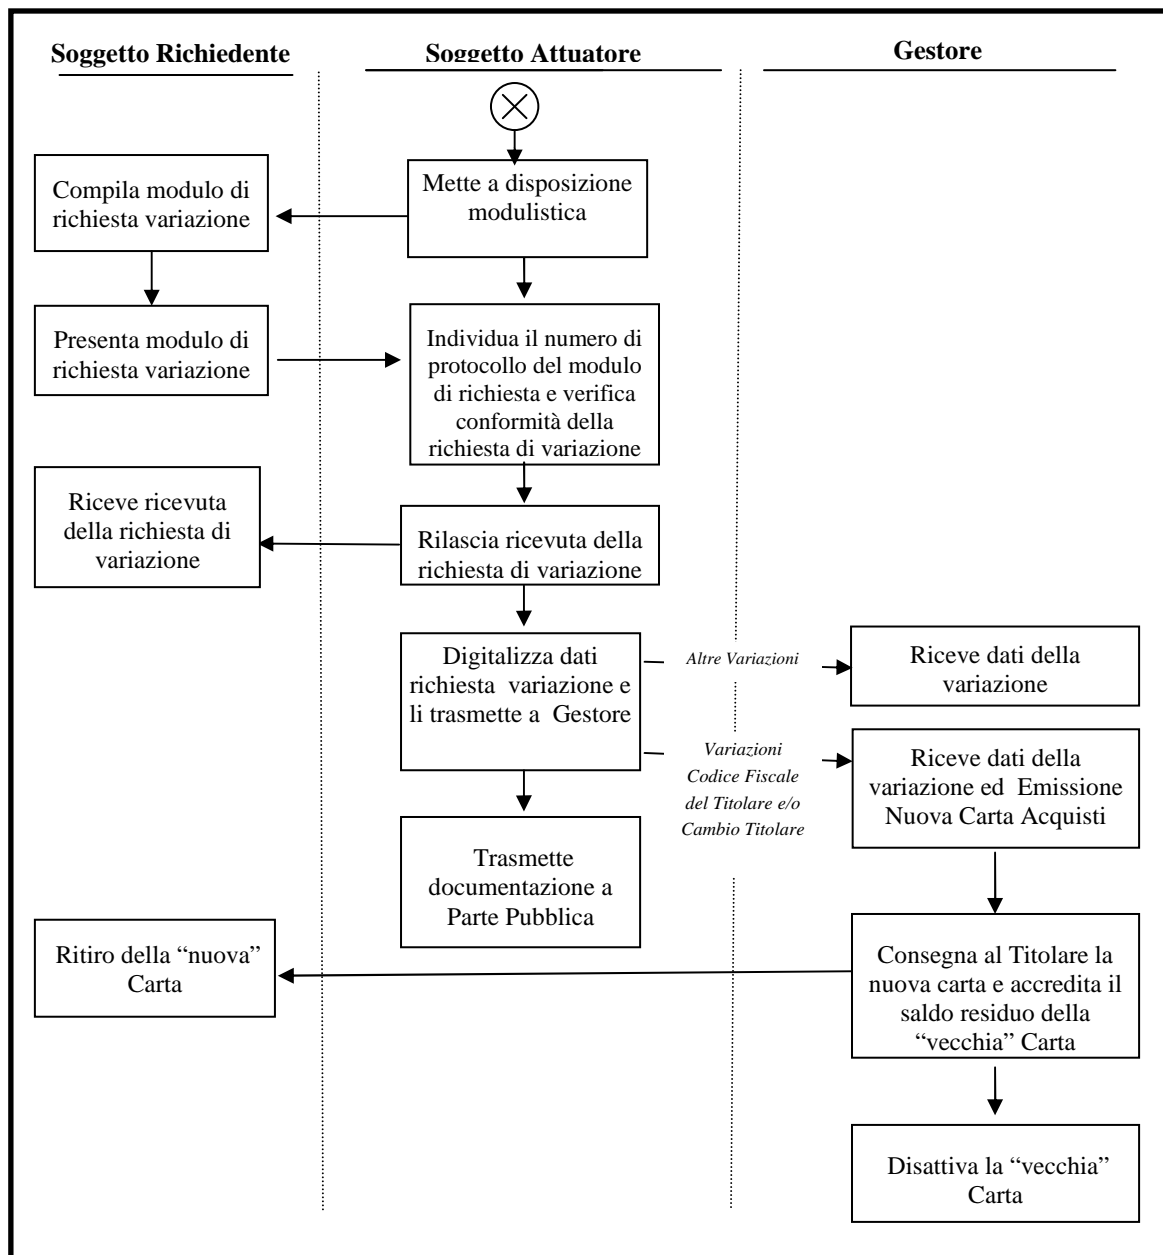 Soggetto Richiedente
Soggetto Attuatore
Gestore
Mette a disposizione
modulistica
Compila modulo di
richiesta variazione
Presenta modulo di
richiesta variazione
Individua il numero di
protocollo del modulo
di richiesta e verifica
conformità della
richiesta di variazione
Rilascia ricevuta della
richiesta di variazione
Riceve ricevuta
della richiesta di
variazione
Digitalizza dati
richiesta variazione e
li trasmette a Gestore
Altre Variazioni
Riceve dati della
variazione
Variazioni
Codice Fiscale
del Titolare e/o
Cambio Titolare
Riceve dati della
variazione ed Emissione
Nuova Carta Acquisti
Trasmette
documentazione a
Parte Pubblica
Consegna al Titolare la
nuova carta e accredita il
saldo residuo della
“vecchia” Carta
Ritiro della “nuova”
Carta
Disattiva la “vecchia”
Carta